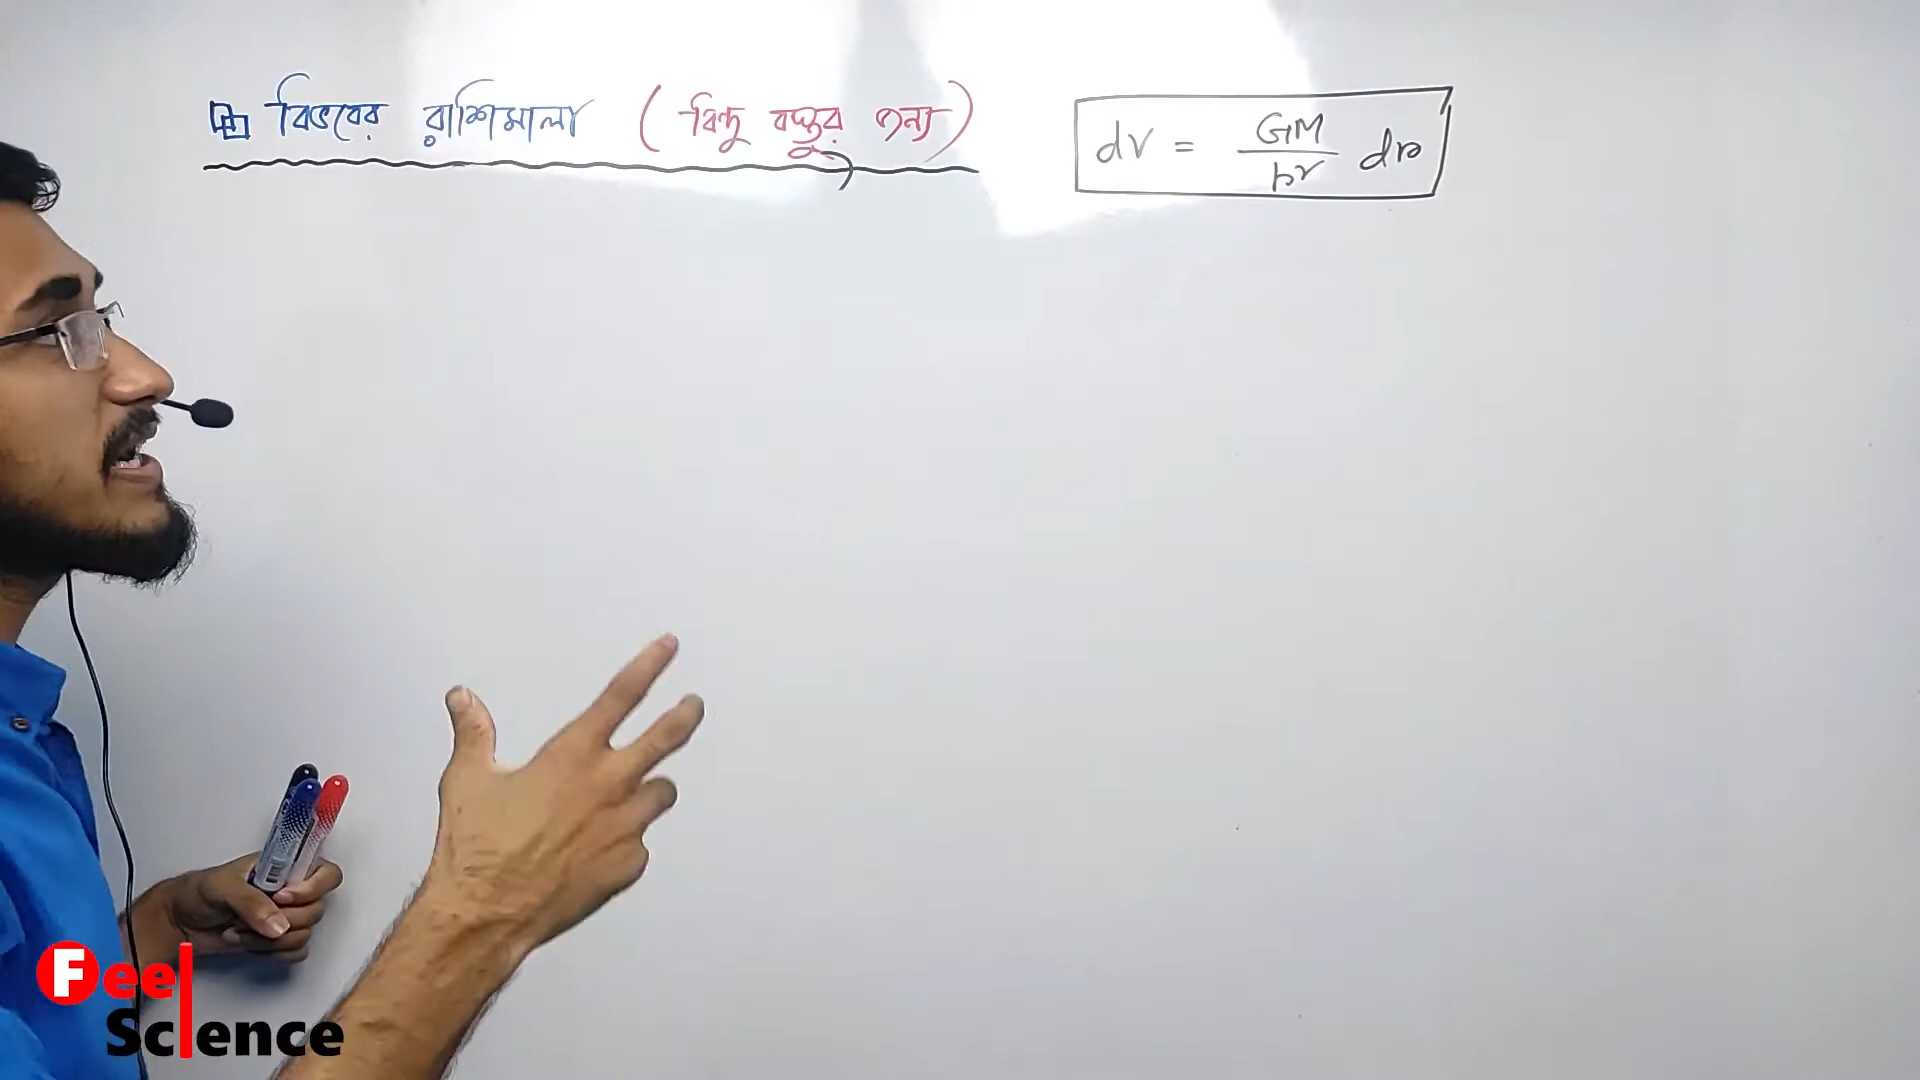 বিভবের রাশিমালা (বিন্দু বস্তুর জন্য)
dV = GM/r² dr
Feel
Science